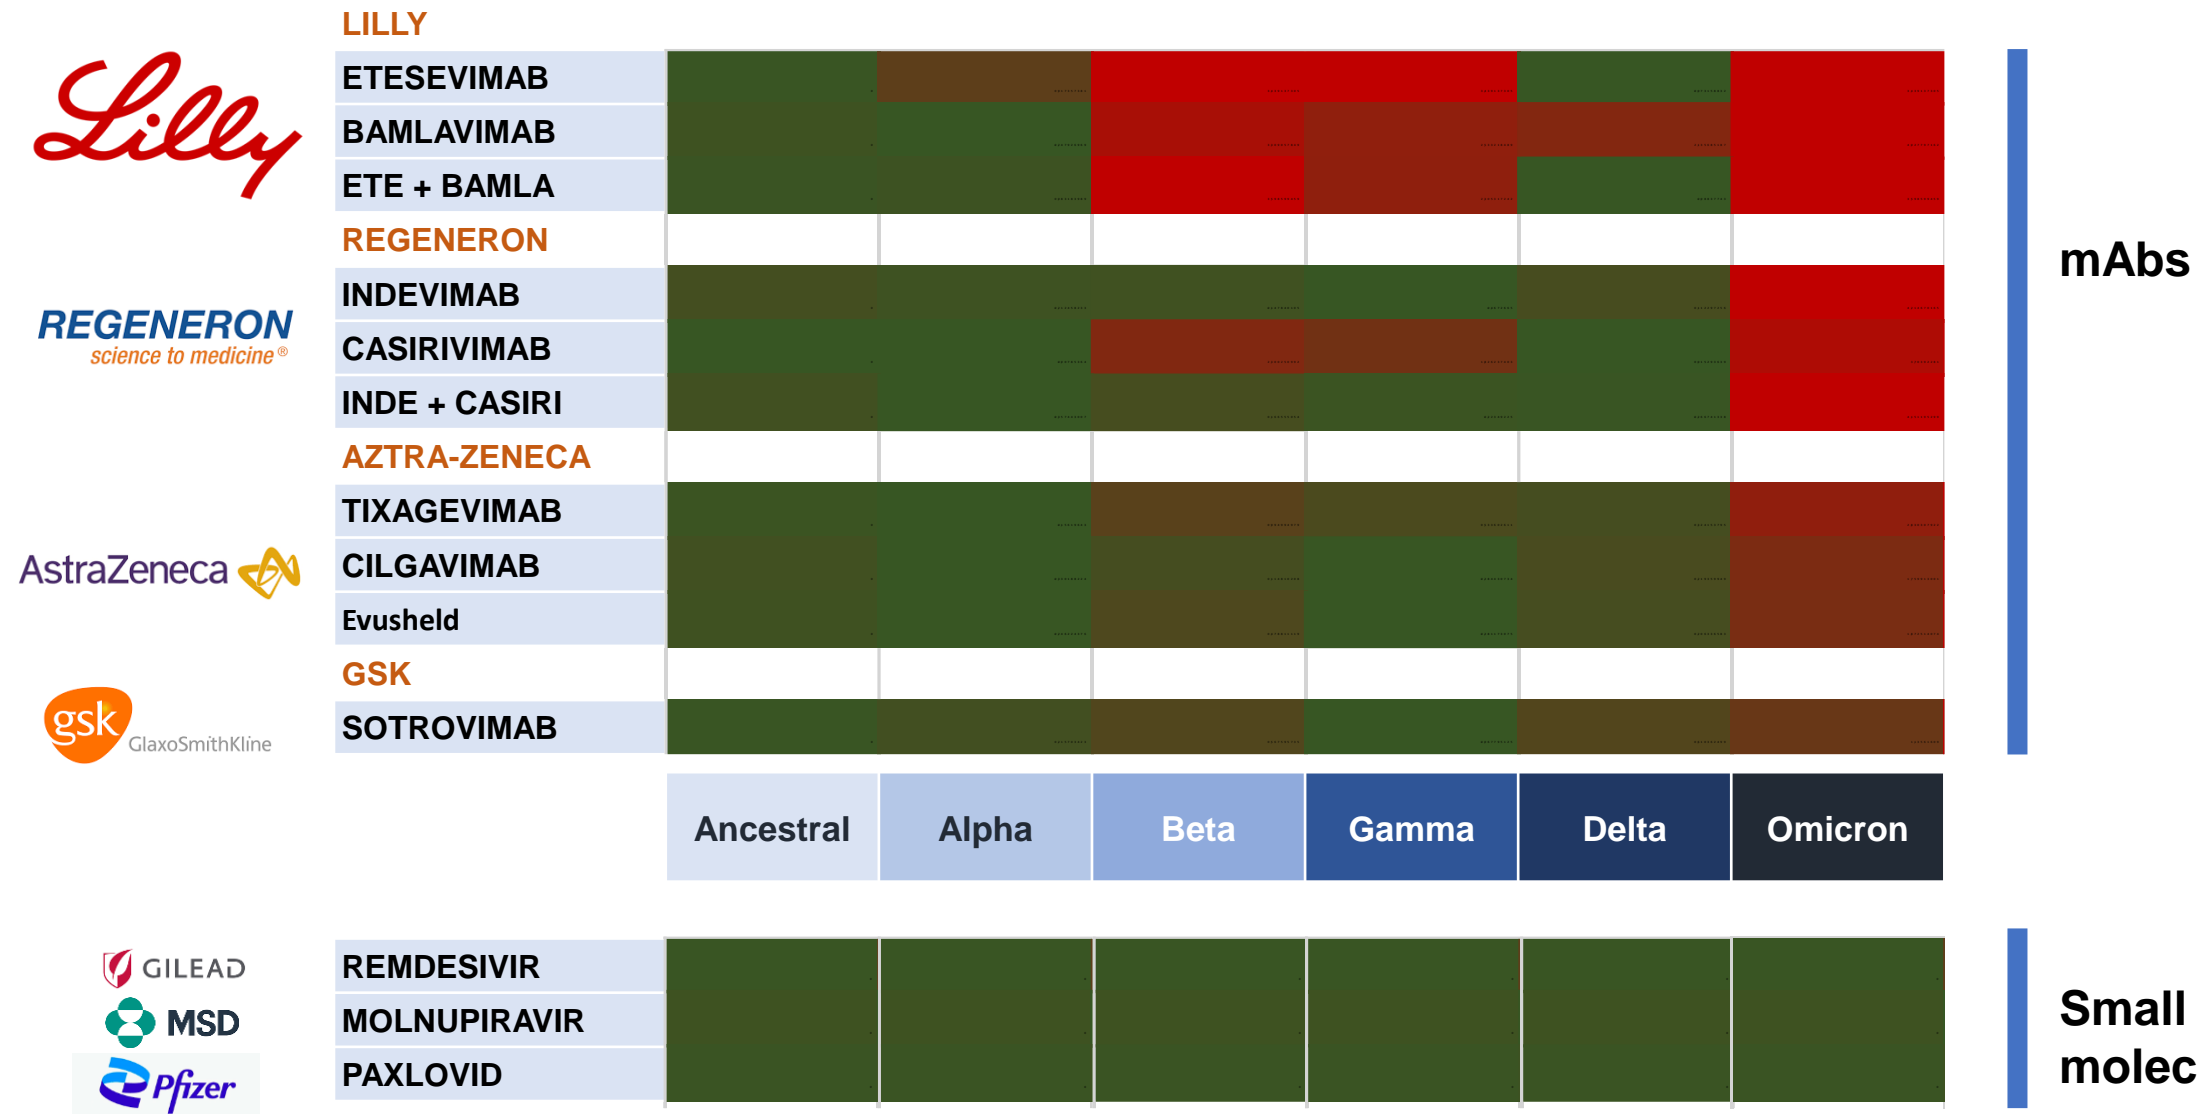 LILLY
Lilly
ETESEVIMAB
BAMLAVIMAB
ETE + BAMLA
REGENERON
mAbs
INDEVIMAB
REGENERON
science to medicine®
CASIRIVIMAB
INDE + CASIRI
AZTRA-ZENECA
TIXAGEVIMAB
AstraZeneca
CILGAVIMAB
Evusheld
GSK
gsk
GlaxoSmithKline
SOTROVIMAB
Ancestral Alpha Beta Gamma Delta Omicron
GILEAD
REMDESIVIR
MSD
MOLNUPIRAVIR
Small
molec
Pfizer
PAXLOVID